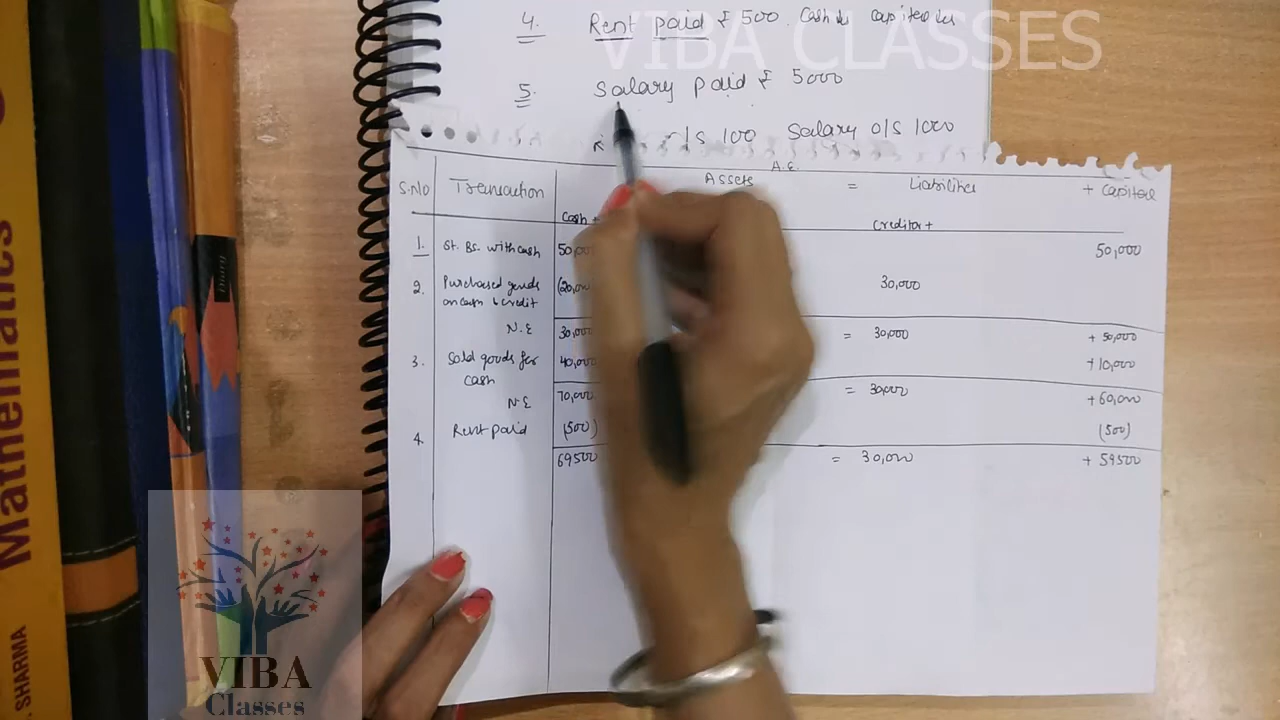 4. Rent paid ₹ 500. Cash ↓ capital ↓
VIBA CLASSES
5. Salary paid ₹ 5000
o/s 100 Salary o/s 1000
A.E.
S.No Transaction Assets = Liabilities + Capital
Cash + Creditor +
1. St. Bs. with cash 50,000 50,000
2. Purchased goods 30,000
on cash & credit
N.E 30,000 = 30,000 + 50,000
3. Sold goods for 40,000 + 10,000
cash
N.E 70,000 = 30,000 + 60,000
4. Rent paid (500) (500)
69500 = 30,000 + 59500
Mathematics
. SHARMA
VIBA
Classes